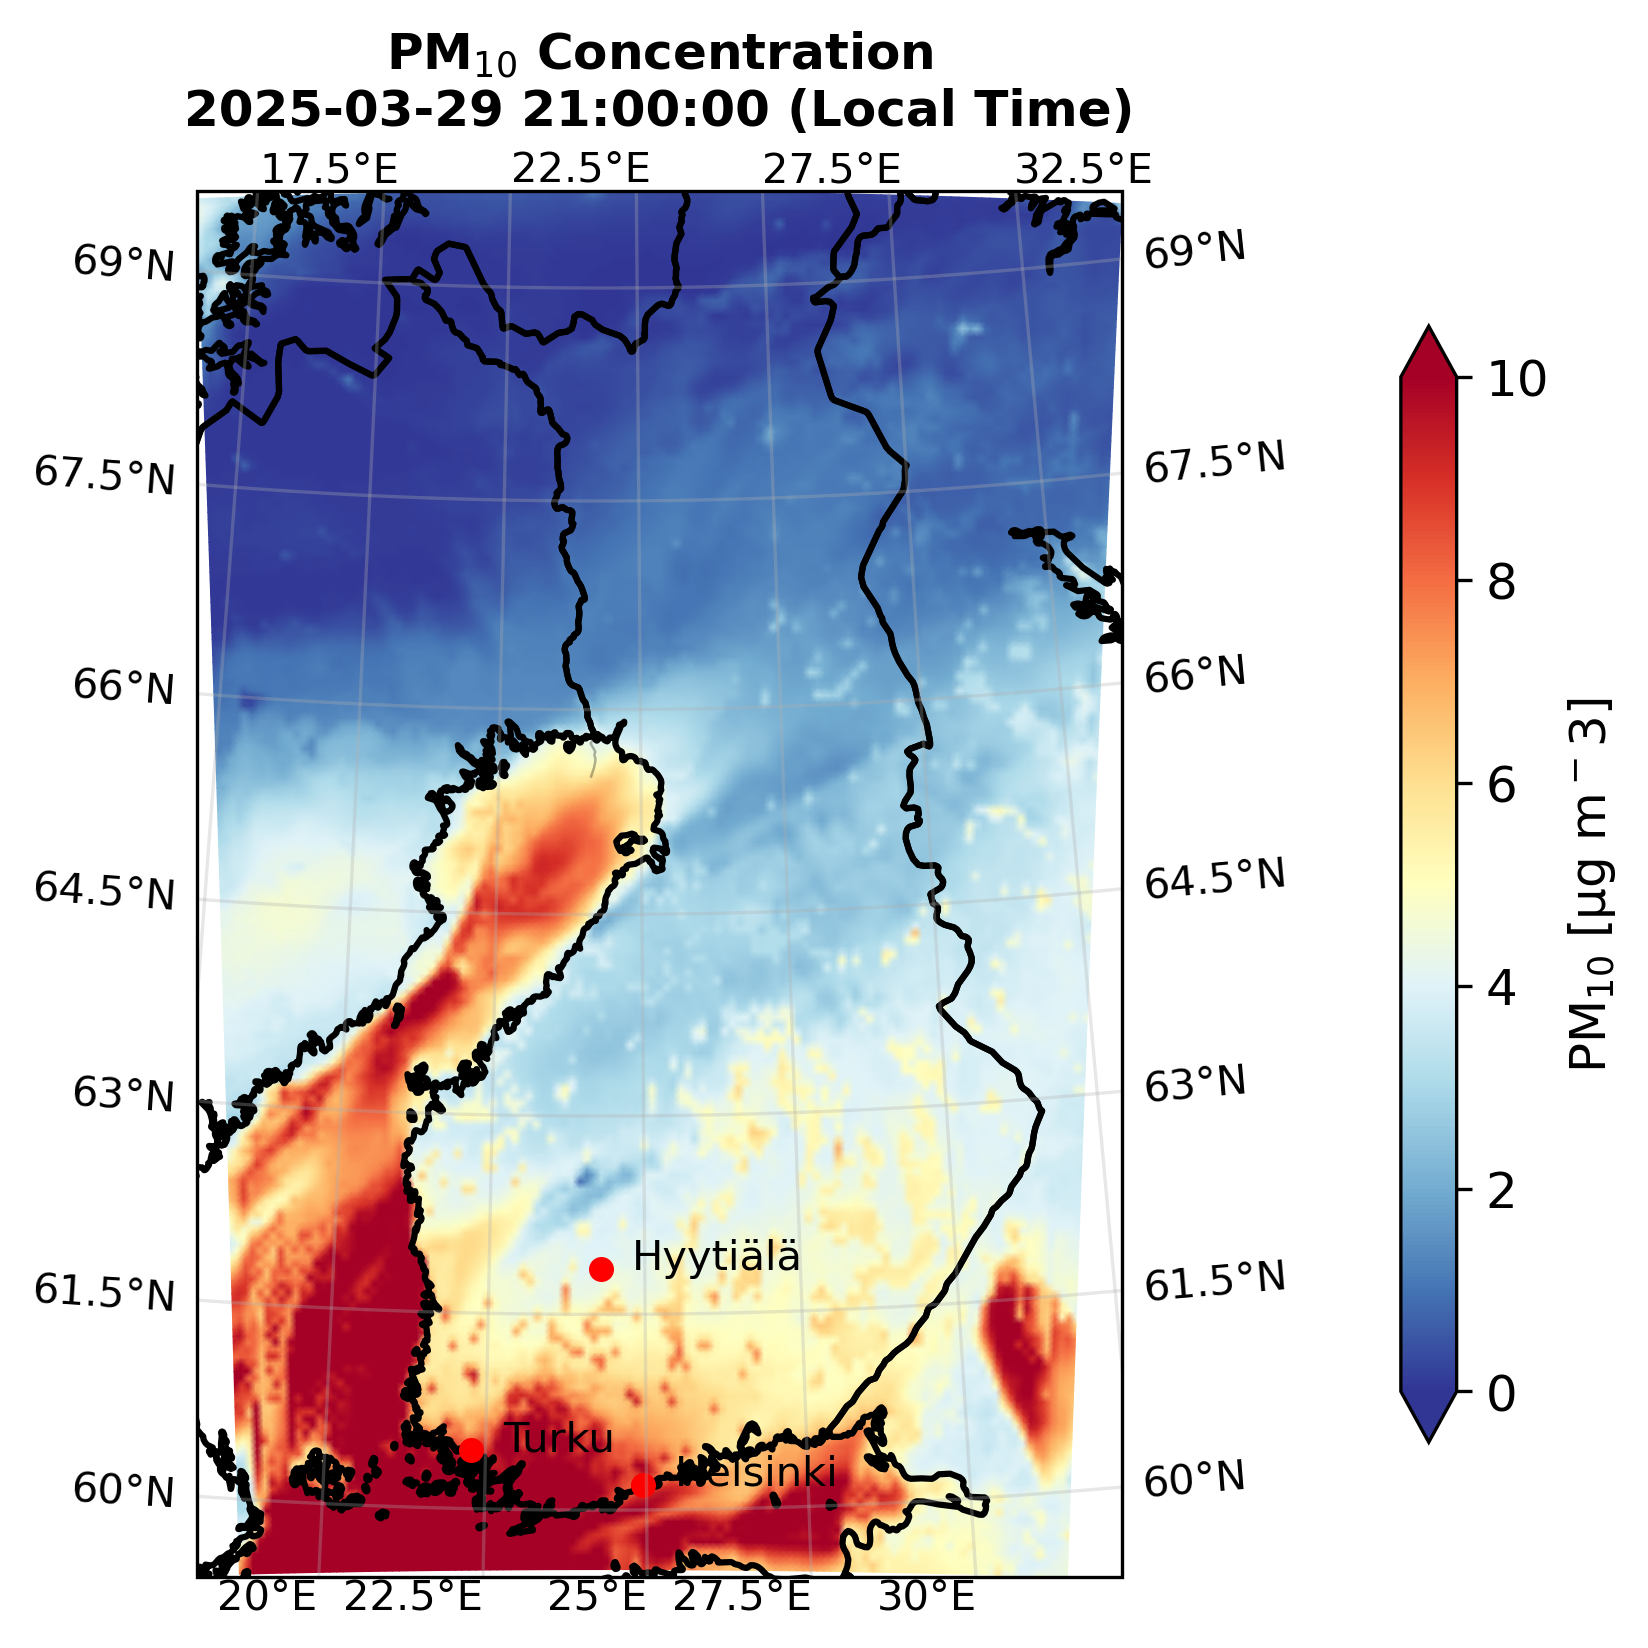 PM₁₀ Concentration
2025-03-29 21:00:00 (Local Time)
17.5°E 22.5°E 27.5°E 32.5°E
69°N 69°N
67.5°N 67.5°N
66°N 66°N
64.5°N 64.5°N
63°N 63°N
61.5°N 61.5°N
60°N 60°N
Hyytiälä
Turku
Helsinki
20°E 22.5°E 25°E 27.5°E 30°E
10
8
6
4
2
0
PM₁₀ [µg m⁻ 3]